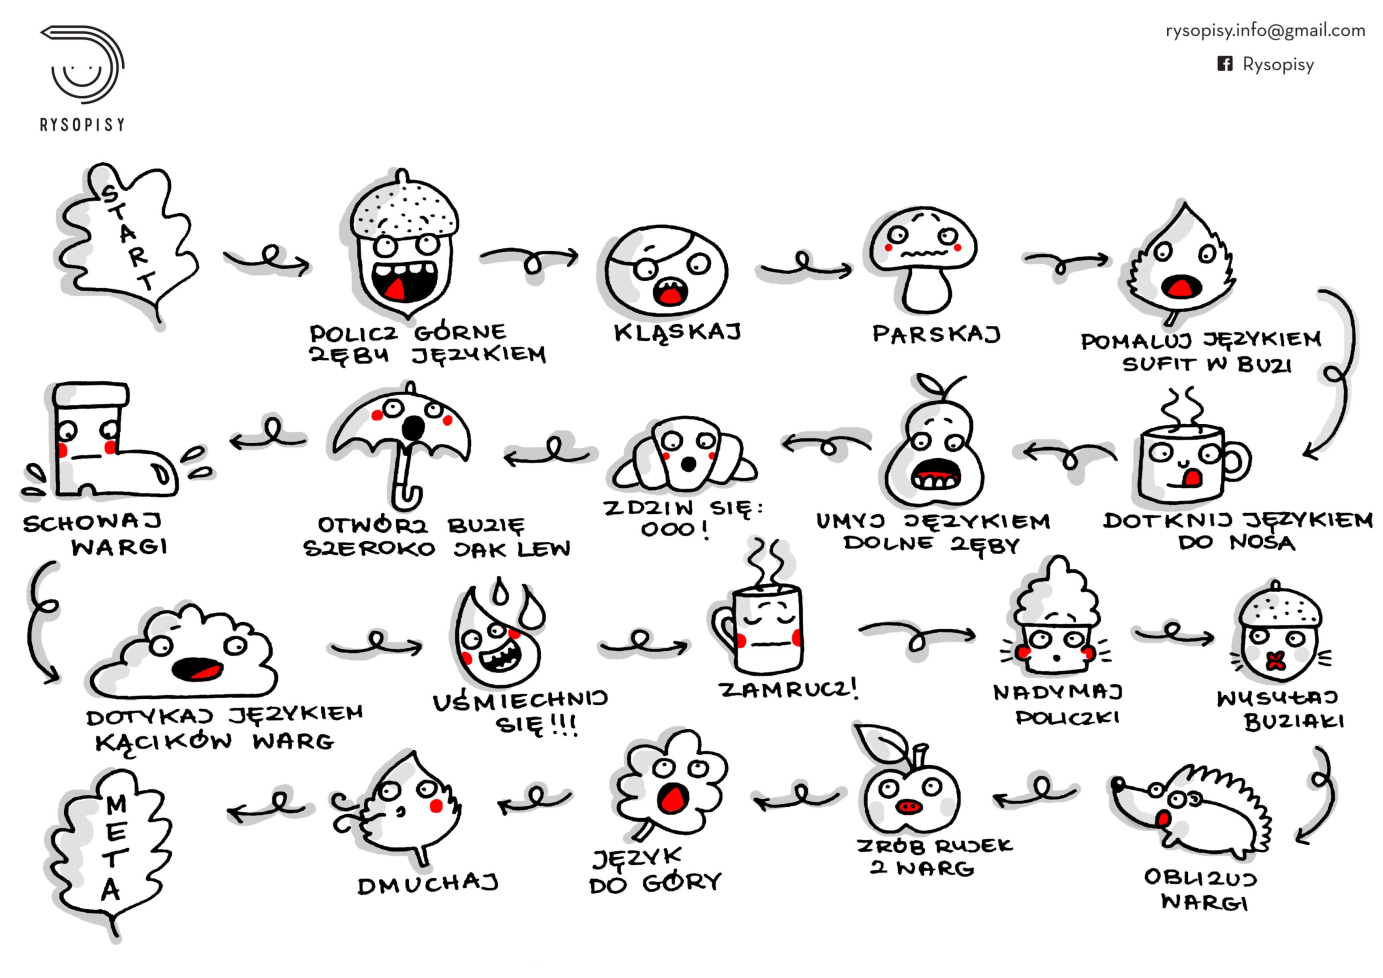 RYSOPISY
rysopisy.info@gmail.com
Rysopisy
START
POLICZ GÓRNE
ZĘBY JĘZYKIEM
KLĄSKAJ
PARSKAJ
POMALUJ JĘZYKIEM
SUFIT W BUZI
DOTKNIJ JĘZYKIEM
DO NOSA
UMYJ JĘZYKIEM
DOLNE ZĘBY
ZDZIW SIĘ:
OOO!
OTWÓRZ BUZIĘ
SZEROKO JAK LEW
SCHOWAJ
WARGI
DOTYKAJ JĘZYKIEM
KĄCIKÓW WARG
UŚMIECHNIJ
SIĘ!!!
ZAMRUCZ!
NADYMAJ
POLICZKI
WYSYŁAJ
BUZIAKI
OBLIZUJ
WARGI
ZRÓB RYJEK
Z WARG
JĘZYK
DO GÓRY
DMUCHAJ
META